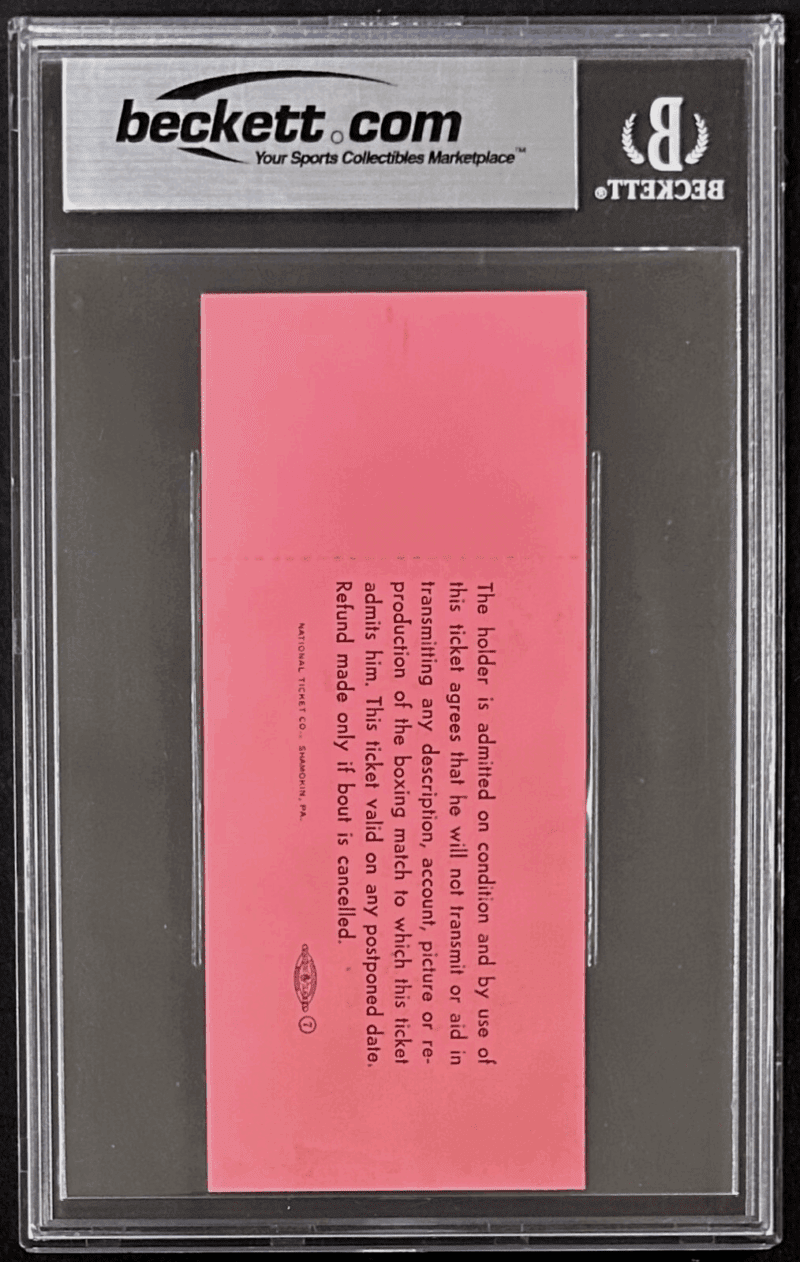 beckett.com
Your Sports Collectibles Marketplace™
B
BECKETT®
The holder is admitted on condition and by use of
this ticket agrees that he will not transmit or aid in
transmitting any description, account, picture or re-
production of the boxing match to which this ticket
admits him. This ticket valid on any postponed date.
Refund made only if bout is cancelled.
NATIONAL TICKET CO., SHAMOKIN, PA.
7